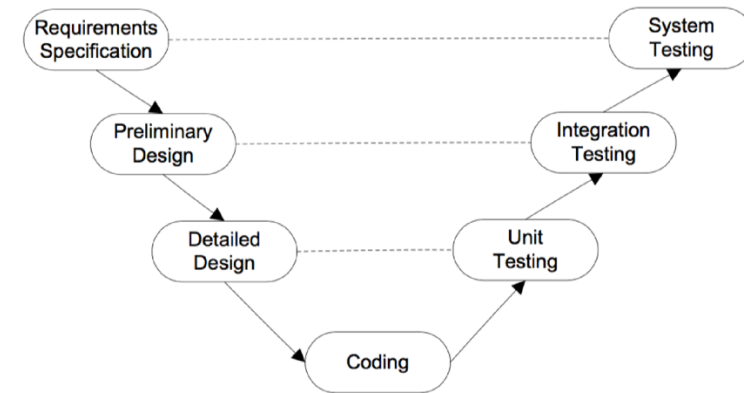 Requirements
Specification
System
Testing
Preliminary
Design
Integration
Testing
Detailed
Design
Unit
Testing
Coding